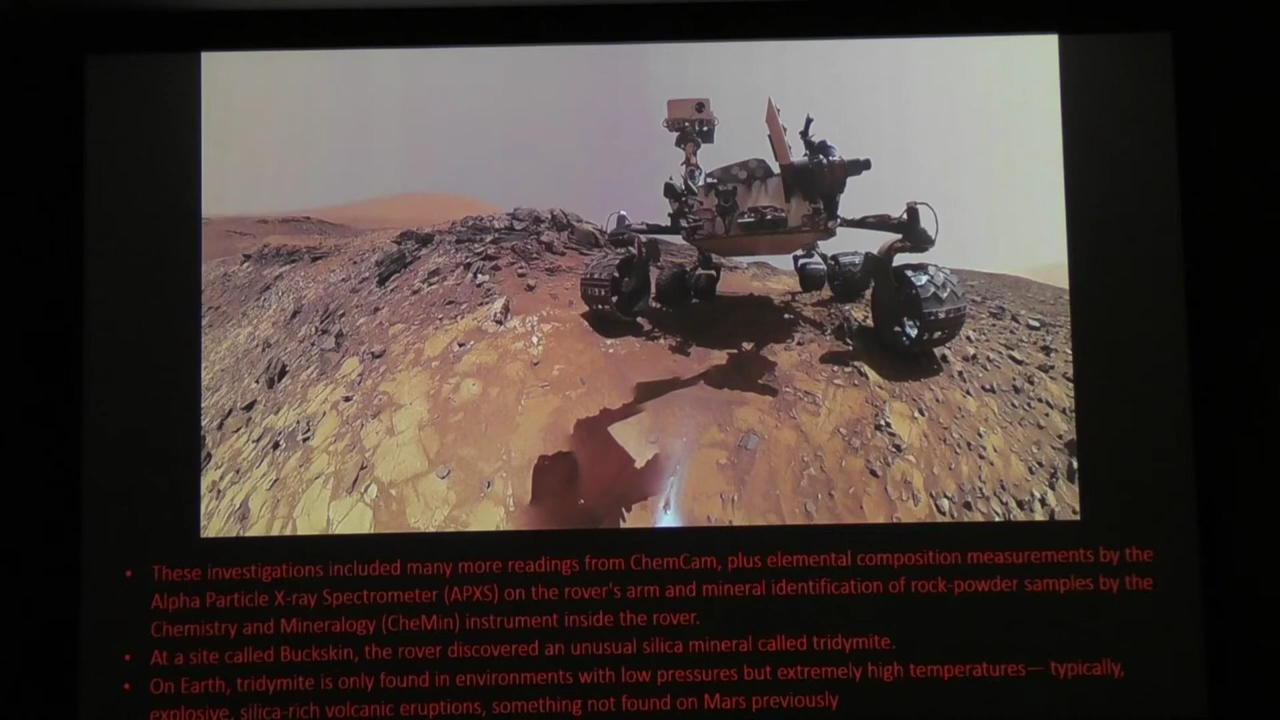 • These investigations included many more readings from ChemCam, plus elemental composition measurements by the
Alpha Particle X-ray Spectrometer (APXS) on the rover's arm and mineral identification of rock-powder samples by the
Chemistry and Mineralogy (CheMin) instrument inside the rover.
• At a site called Buckskin, the rover discovered an unusual silica mineral called tridymite.
• On Earth, tridymite is only found in environments with low pressures but extremely high temperatures— typically,
explosive, silica-rich volcanic eruptions, something not found on Mars previously